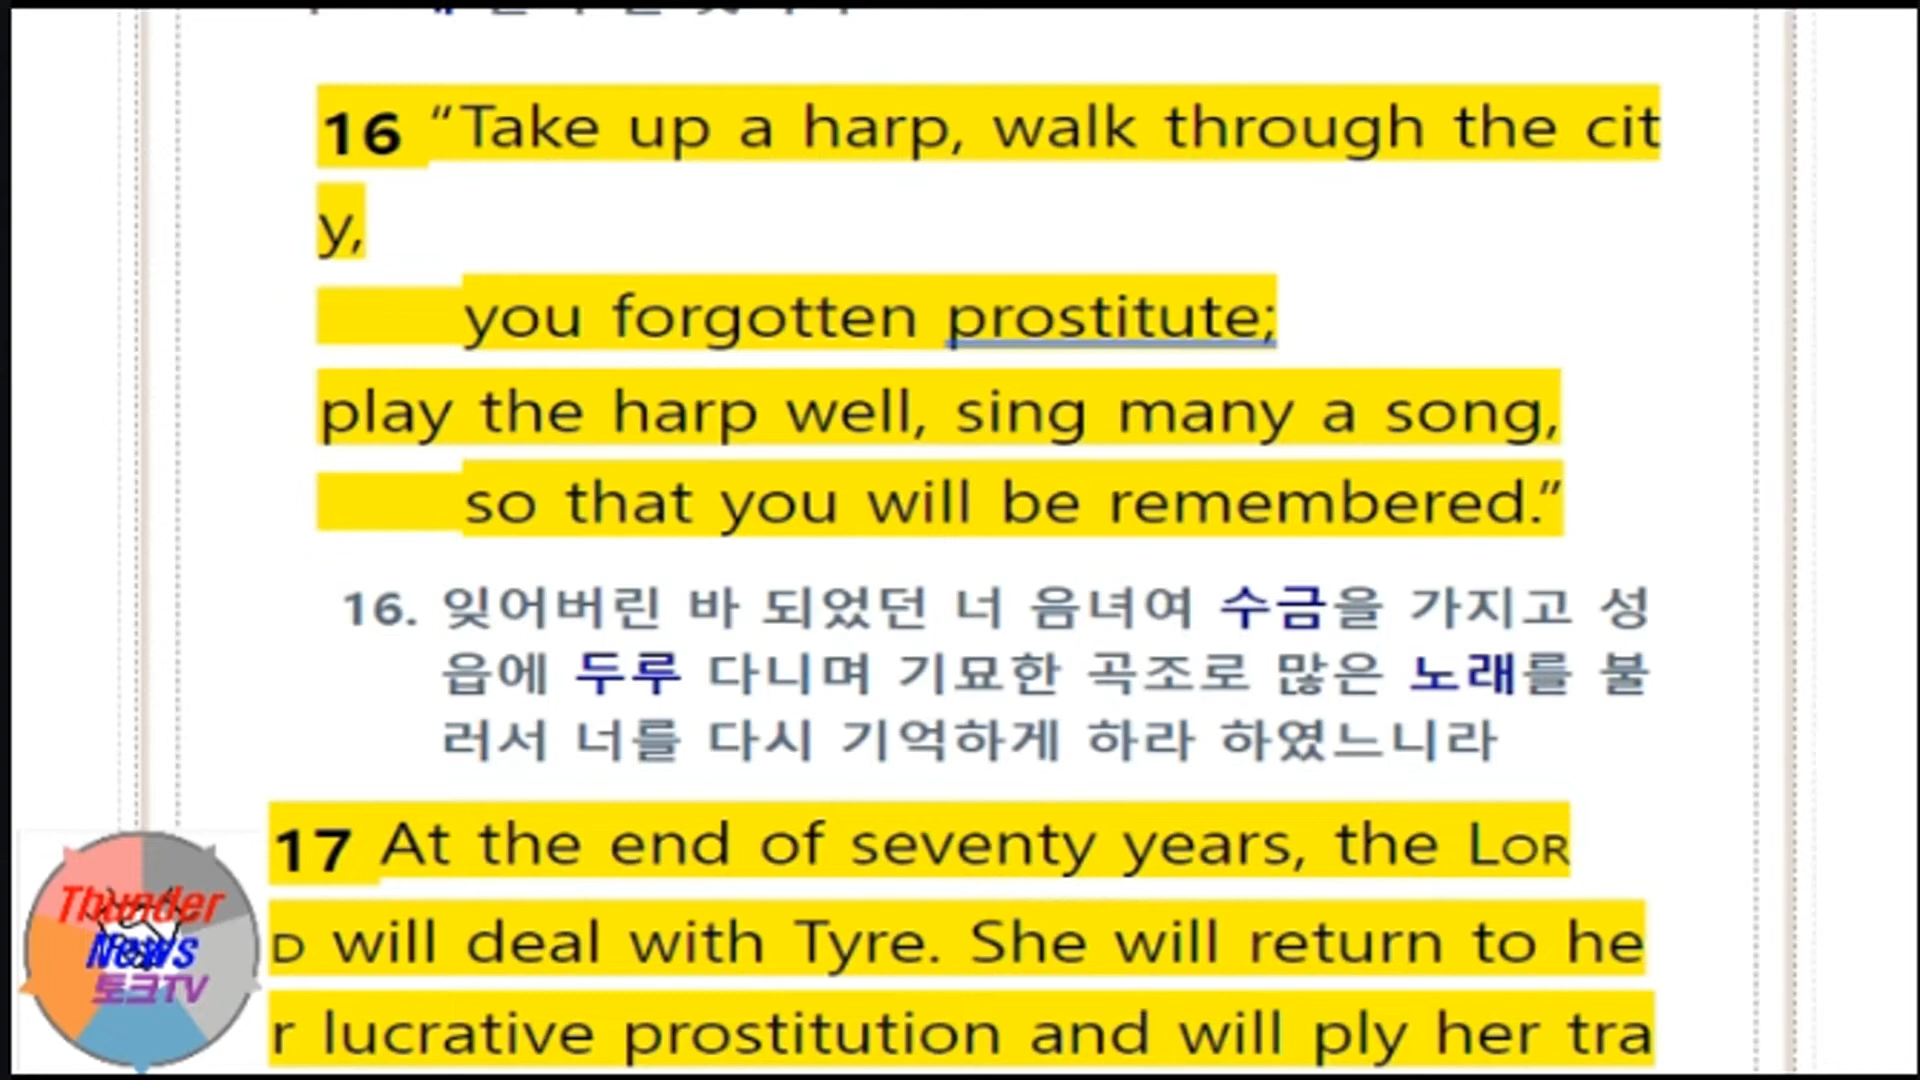 16 “Take up a harp, walk through the cit
y,
you forgotten prostitute;
play the harp well, sing many a song,
so that you will be remembered.”
16. 잊어버린 바 되었던 너 음녀여 수금을 가지고 성
읍에 두루 다니며 기묘한 곡조로 많은 노래를 불
러서 너를 다시 기억하게 하라 하였느니라
17 At the end of seventy years, the LOR
D will deal with Tyre. She will return to he
r lucrative prostitution and will ply her tra
Thunder
News
토크TV